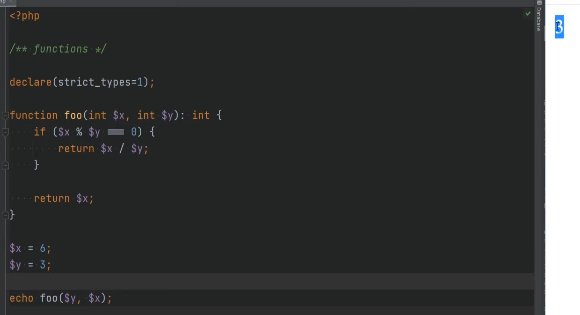 <?php
/** functions */
declare(strict_types=1);
function foo(int $x, int $y): int {
if ($x % $y === 0) {
return $x / $y;
}
return $x;
}
$x = 6;
$y = 3;
echo foo($y, $x);
Database
3